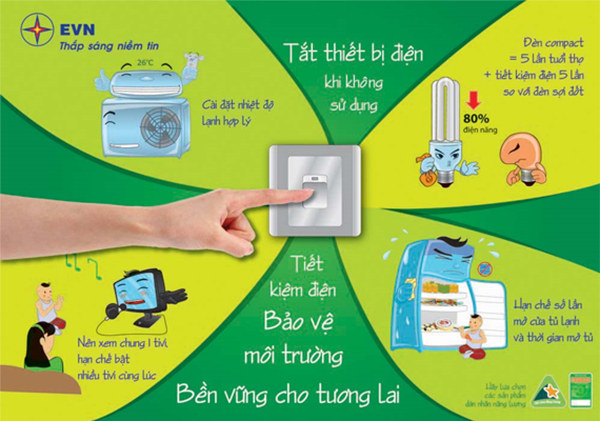 EVN
Thắp sáng niềm tin
26°C
Cài đặt nhiệt độ
lạnh hợp lý
Tắt thiết bị điện
khi không
sử dụng
Đèn compact
= 5 lần tuổi thọ
+ tiết kiệm điện 5 lần
so với đèn sợi đốt
80%
điện năng
Nên xem chung 1 tivi,
hạn chế bật
nhiều tivi cùng lúc
Tiết
kiệm điện
Bảo vệ
môi trường
Bền vững cho tương lai
Hạn chế số lần
mở cửa tủ lạnh
và thời gian mở tủ
Hãy lựa chọn
các sản phẩm
dán nhãn năng lượng